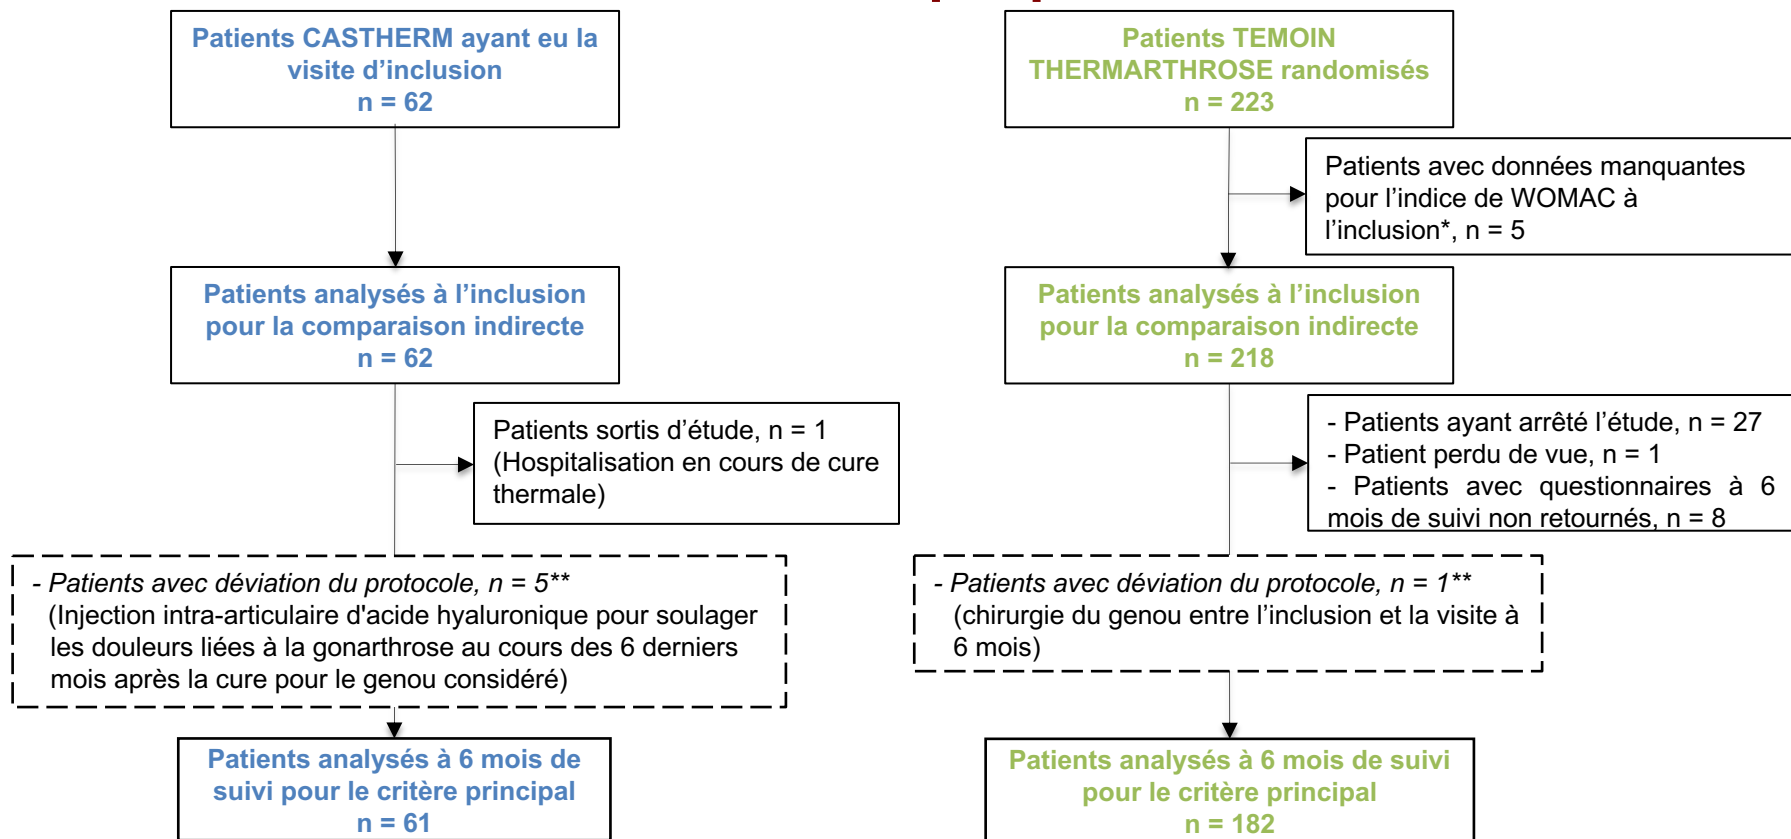 Patients CASTHERM ayant eu la
visite d’inclusion
n = 62
Patients TEMOIN
THERMARTHROSE randomisés
n = 223
Patients avec données manquantes
pour l’indice de WOMAC à
l’inclusion*, n = 5
Patients analysés à l’inclusion
pour la comparaison indirecte
n = 62
Patients analysés à l’inclusion
pour la comparaison indirecte
n = 218
Patients sortis d’étude, n = 1
(Hospitalisation en cours de cure
thermale)
- Patients ayant arrêté l’étude, n = 27
- Patient perdu de vue, n = 1
- Patients avec questionnaires à 6
mois de suivi non retournés, n = 8
- Patients avec déviation du protocole, n = 5**
(Injection intra-articulaire d'acide hyaluronique pour soulager
les douleurs liées à la gonarthrose au cours des 6 derniers
mois après la cure pour le genou considéré)
- Patients avec déviation du protocole, n = 1**
(chirurgie du genou entre l’inclusion et la visite à
6 mois)
Patients analysés à 6 mois de
suivi pour le critère principal
n = 61
Patients analysés à 6 mois de suivi
pour le critère principal
n = 182